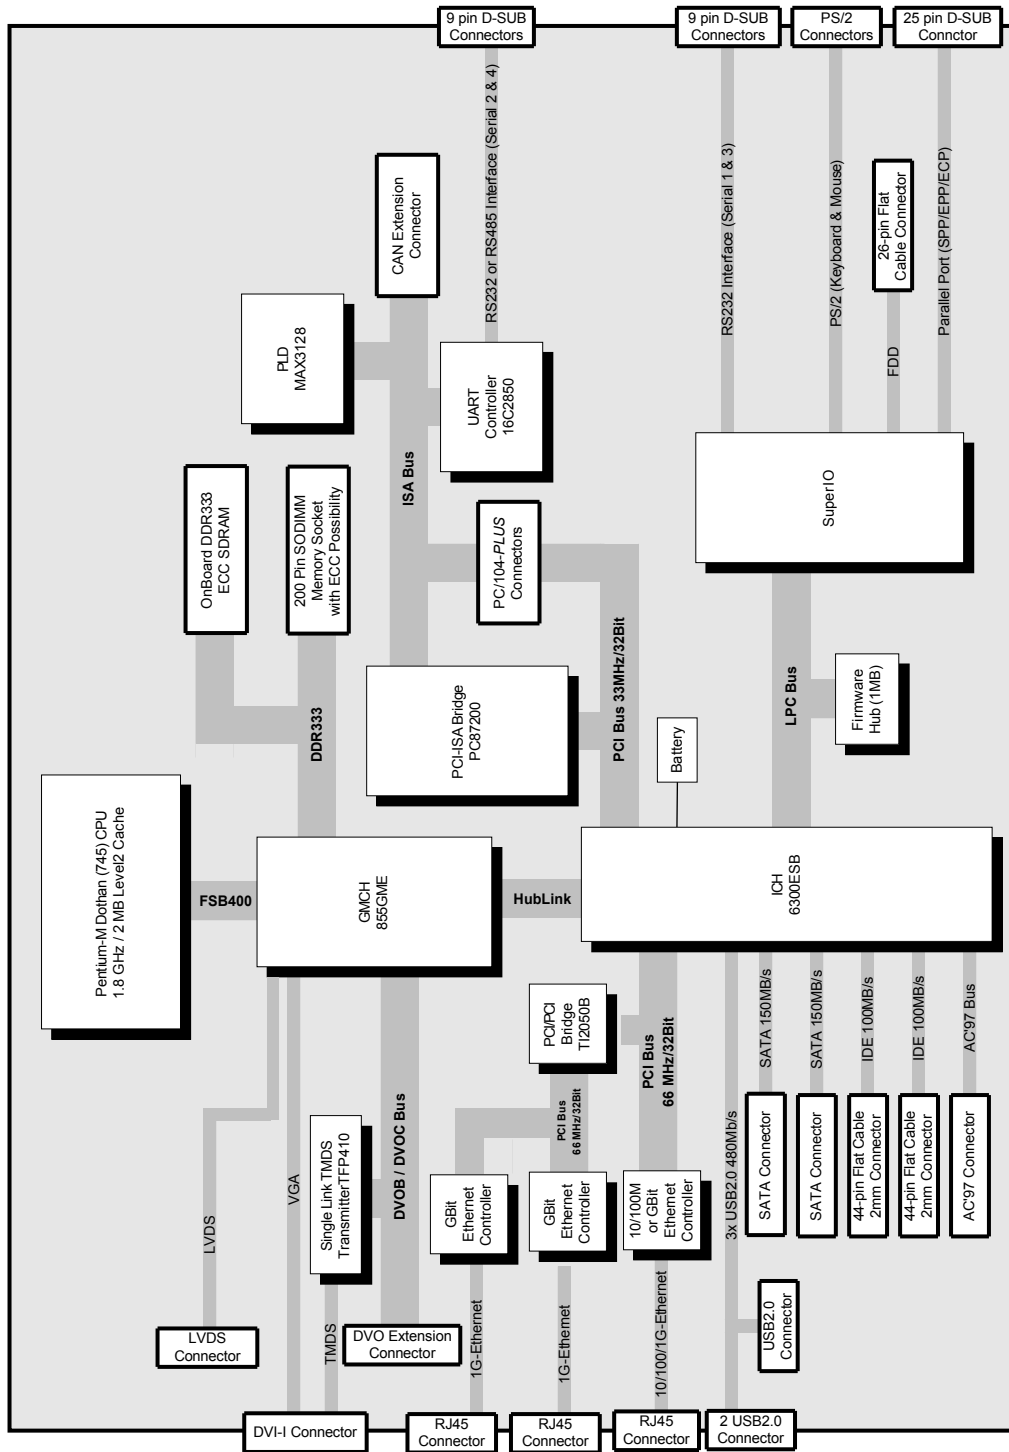 9 pin D-SUB
Connectors
9 pin D-SUB
Connectors
PS/2
Connectors
25 pin D-SUB
Connctor
RS232 or RS485 Interface (Serial 2 & 4)
RS232 Interface (Serial 1 & 3)
PS/2 (Keyboard & Mouse)
26-pin Flat
Cable Connector
FDD
Parallel Port (SPP/EPP/ECP)
CAN Extension
Connector
PLD
MAX3128
UART
Controller
16C2850
ISA Bus
OnBoard DDR333
ECC SDRAM
200 Pin SODIMM
Memory Socket
with ECC Possibility
PC/104-PLUS
Connectors
SuperIO
DDR333
PCI-ISA Bridge
PC87200
PCI Bus 33MHz/32Bit
LPC Bus
Firmware
Hub (1MB)
Battery
Pentium-M Dothan (745) CPU
1.8 GHz / 2 MB Level2 Cache
FSB400
GMCH
855GME
HubLink
ICH
6300ESB
PCI/PCI
Bridge
TI2050B
PCI Bus
66 MHz/32Bit
PCI Bus
66 MHz/32Bit
SATA 150MB/s
SATA 150MB/s
IDE 100MB/s
IDE 100MB/s
AC'97 Bus
3x USB2.0 480Mb/s
LVDS
VGA
Single Link TMDS
TransmitterTFP410
DVOB / DVOC Bus
GBit
Ethernet
Controller
GBit
Ethernet
Controller
10/100M
or GBit
Ethernet
Controller
SATA Connector
SATA Connector
44-pin Flat Cable
2mm Connector
44-pin Flat Cable
2mm Connector
AC'97 Connector
LVDS
Connector
TMDS
DVO Extension
Connector
1G-Ethernet
1G-Ethernet
10/100/1G-Ethernet
USB2.0
Connector
DVI-I Connector
RJ45
Connector
RJ45
Connector
RJ45
Connector
2 USB2.0
Connector